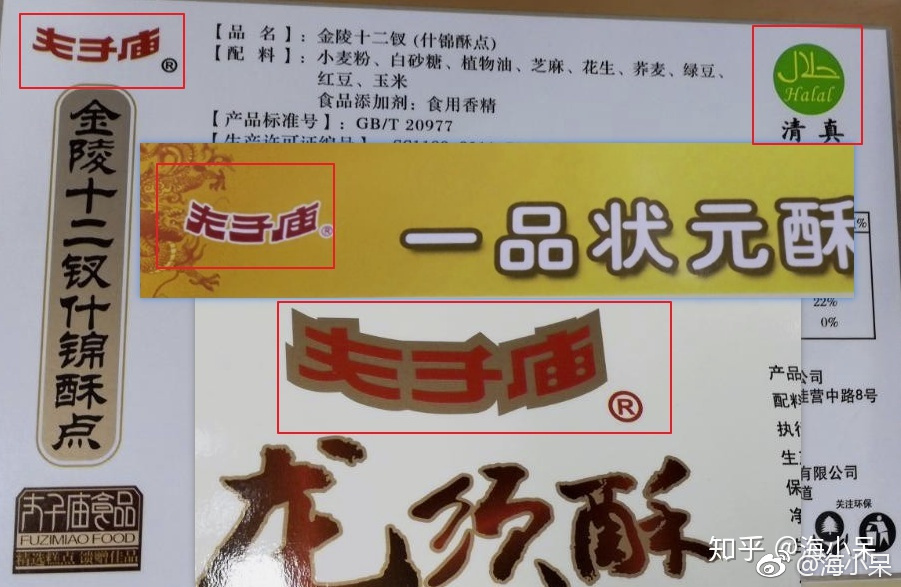 夫子庙®
【品 名】：金陵十二钗 (什锦酥点)
【配 料】：小麦粉、白砂糖、植物油、芝麻、花生、荞麦、绿豆、
红豆、玉米
食品添加剂：食用香精
【产品标准号】：GB/T 20977
【生产许可证编号】
حلال
Halal
清真
金陵十二钗什锦酥点
夫子庙®
一品状元酥
%
22%
0%
夫子庙®
龙须酥
产品
公司
配料
营中路8号
执行
生
有限公司
保
道
净
关注环保
夫子庙食品
FUZIMIAO FOOD
知乎 @海小呆
@海小呆